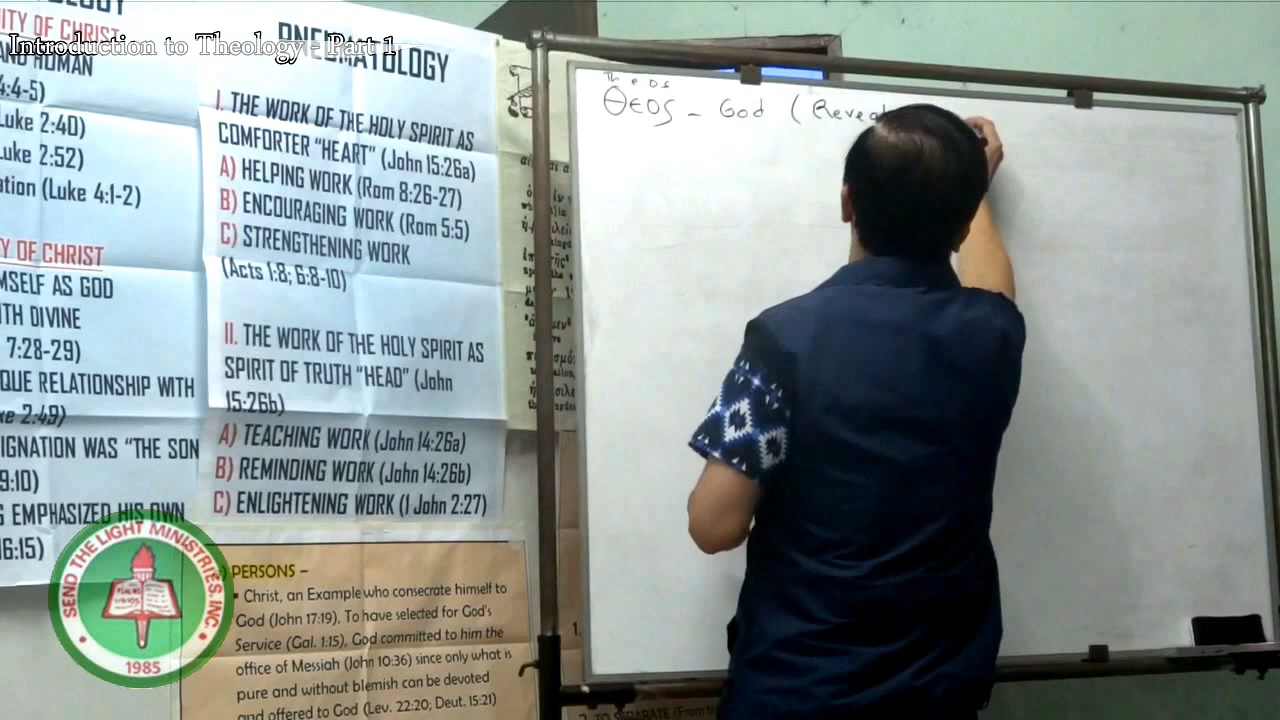 Introduction to Theology - Part 1
ITY OF CHRIST
AND HUMAN
4:4-5)
Luke 2:40)
Luke 2:52)
ation (Luke 4:1-2)
Y OF CHRIST
MSELF AS GOD
ITH DIVINE
7:28-29)
QUE RELATIONSHIP WITH
ke 2:49)
IGNATION WAS “THE SON
9:10)
S EMPHASIZED HIS OWN
16:15)
PNEUMATOLOGY
I. THE WORK OF THE HOLY SPIRIT AS
COMFORTER “HEART” (John 15:26a)
A) HELPING WORK (Rom 8:26-27)
B) ENCOURAGING WORK (Rom 5:5)
C) STRENGTHENING WORK
(Acts 1:8; 6:8-10)
II. THE WORK OF THE HOLY SPIRIT AS
SPIRIT OF TRUTH “HEAD” (John
15:26b)
A) TEACHING WORK (John 14:26a)
B) REMINDING WORK (John 14:26b)
C) ENLIGHTENING WORK (1 John 2:27)
PERSONS –
• Christ, an Example who consecrate himself to
God (John 17:19), To have selected for God's
Service (Gal. 1:15), God committed to him the
office of Messiah (John 10:36) since only what is
pure and without blemish can be devoted
and offered to God (Lev. 22:20; Deut. 15:21)
Th e o s
Θεος – God (Revea
SEND THE LIGHT MINISTRIES, INC.
1985